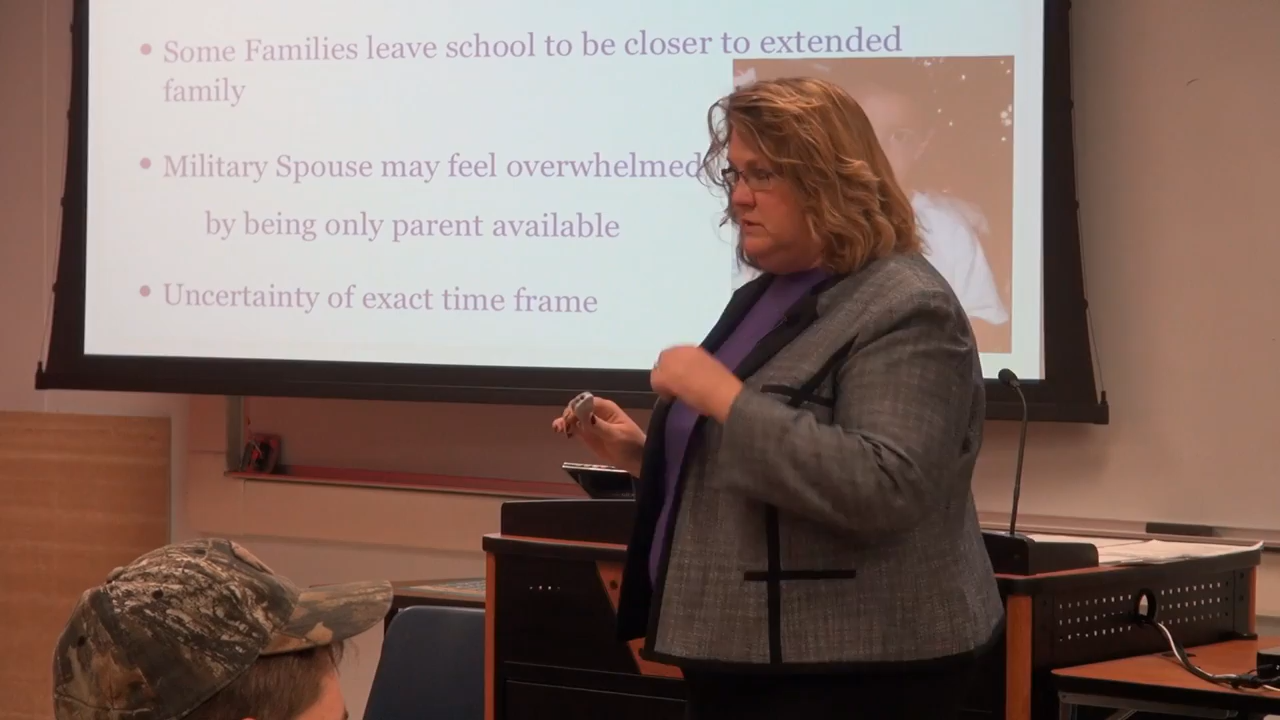 • Some Families leave school to be closer to extended
family
• Military Spouse may feel overwhelmed
by being only parent available
• Uncertainty of exact time frame